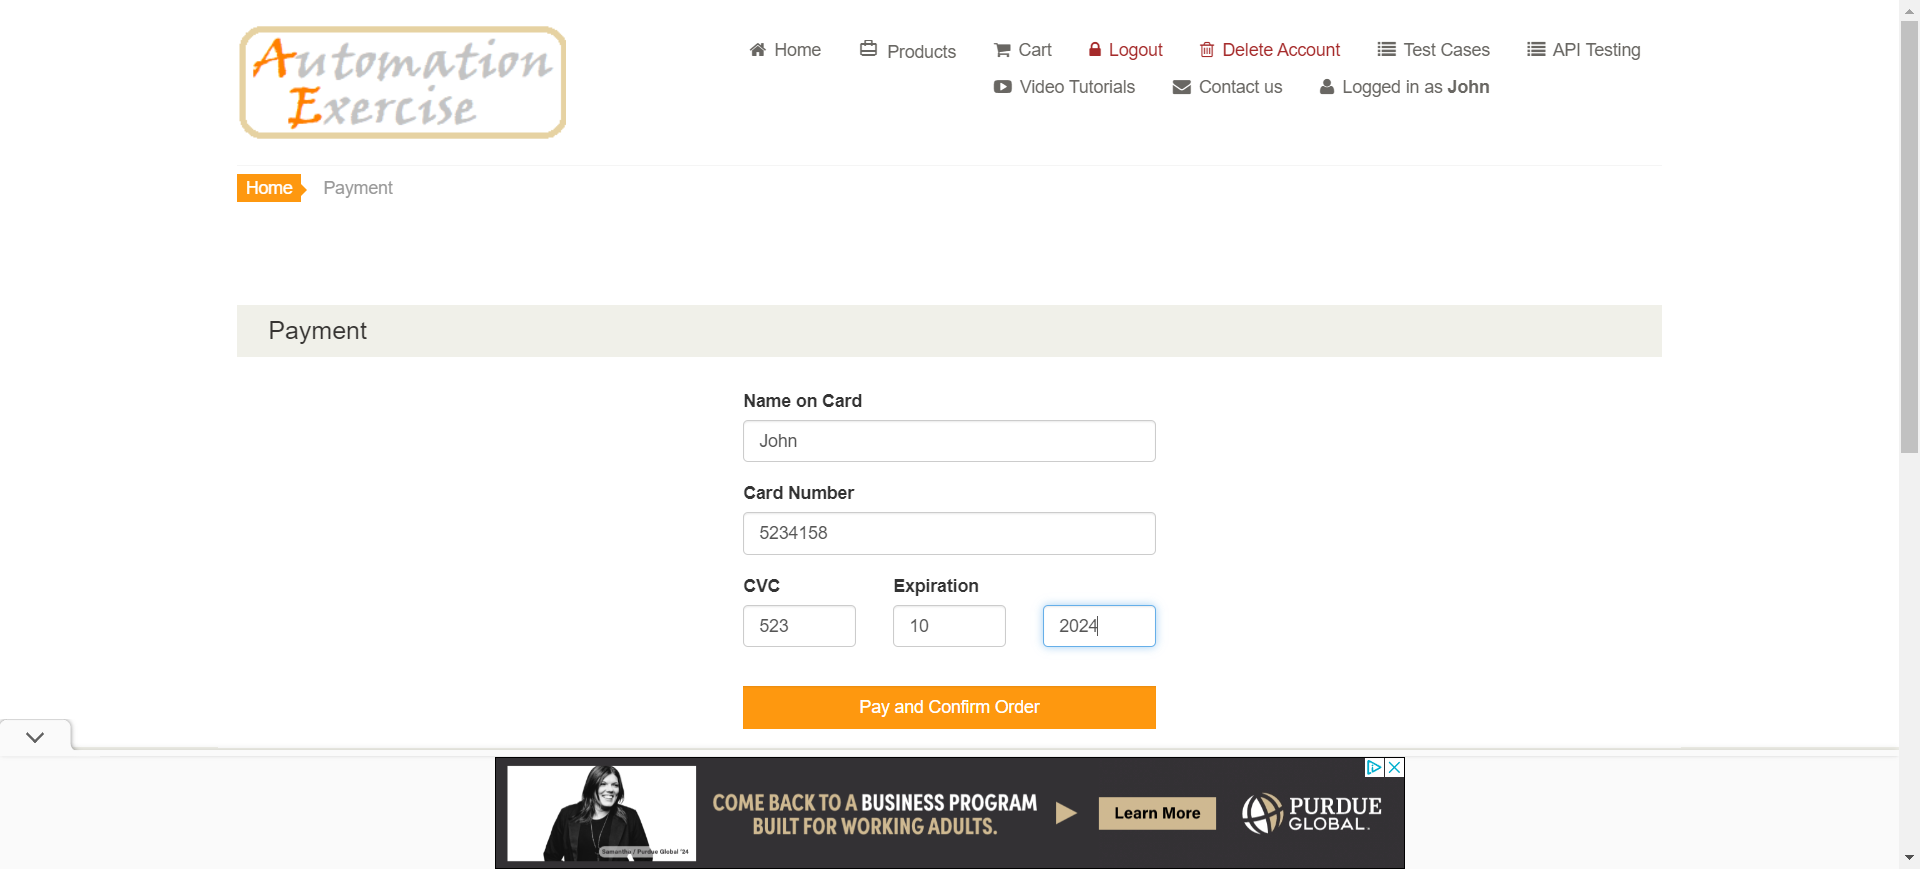 Automation
Exercise
Home
Products
Cart
Logout
Delete Account
Test Cases
API Testing
Video Tutorials
Contact us
Logged in as John
Home
Payment
Payment
Name on Card
John
Card Number
5234158
CVC
Expiration
523
10
2024
Pay and Confirm Order
COME BACK TO A BUSINESS PROGRAM
BUILT FOR WORKING ADULTS.
Learn More
PURDUE
GLOBAL.
Samantha / Purdue Global '24